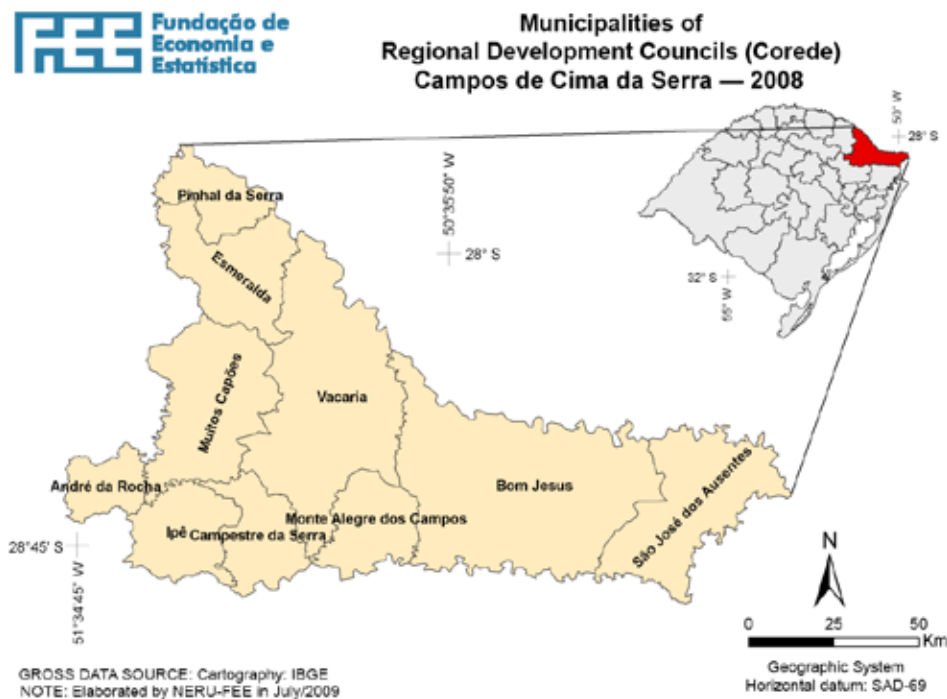 FEE
Fundação de
Economia e
Estatística
Municipalities of
Regional Development Councils (Corede)
Campos de Cima da Serra — 2008
50° W
28° S
32° S
55° W
50°35'50" W
28° S
Pinhal da Serra
Esmeralda
Muitos Capões
Vacaria
André da Rocha
Ipê
Campestre da Serra
Monte Alegre dos Campos
Bom Jesus
São José dos Ausentes
28°45' S
51°34'45" W
N
0 25 50
Km
Geographic System
Horizontal datum: SAD-69
GROSS DATA SOURCE: Cartography: IBGE
NOTE: Elaborated by NERU-FEE in July/2009